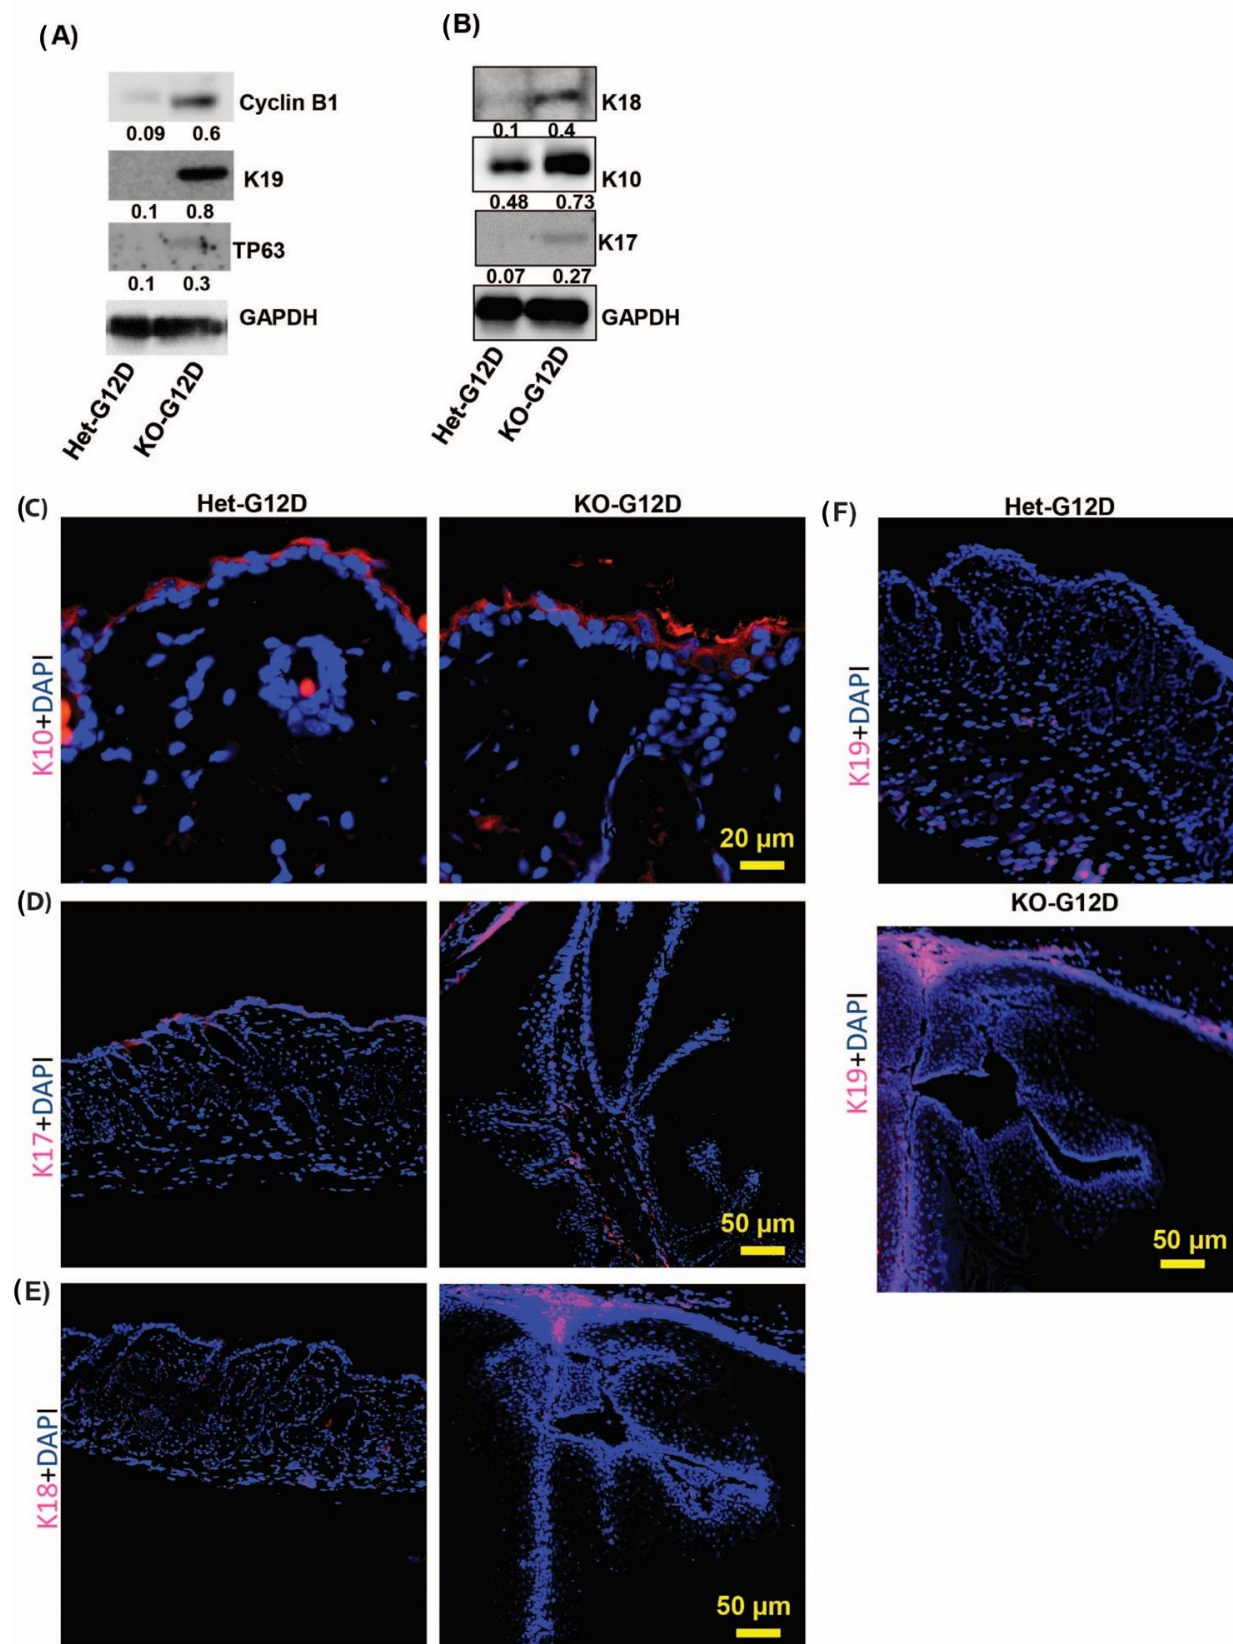 (A)
Cyclin B1
0.09 0.6
K19
0.1 0.8
TP63
0.1 0.3
GAPDH
Het-G12D
KO-G12D
(B)
K18
0.1 0.4
K10
0.48 0.73
K17
0.07 0.27
GAPDH
Het-G12D
KO-G12D
(C)
Het-G12D
KO-G12D
K10+DAPI
20 µm
(D)
K17+DAPI
50 µm
(E)
K18+DAPI
50 µm
(F)
Het-G12D
K19+DAPI
KO-G12D
K19+DAPI
50 µm